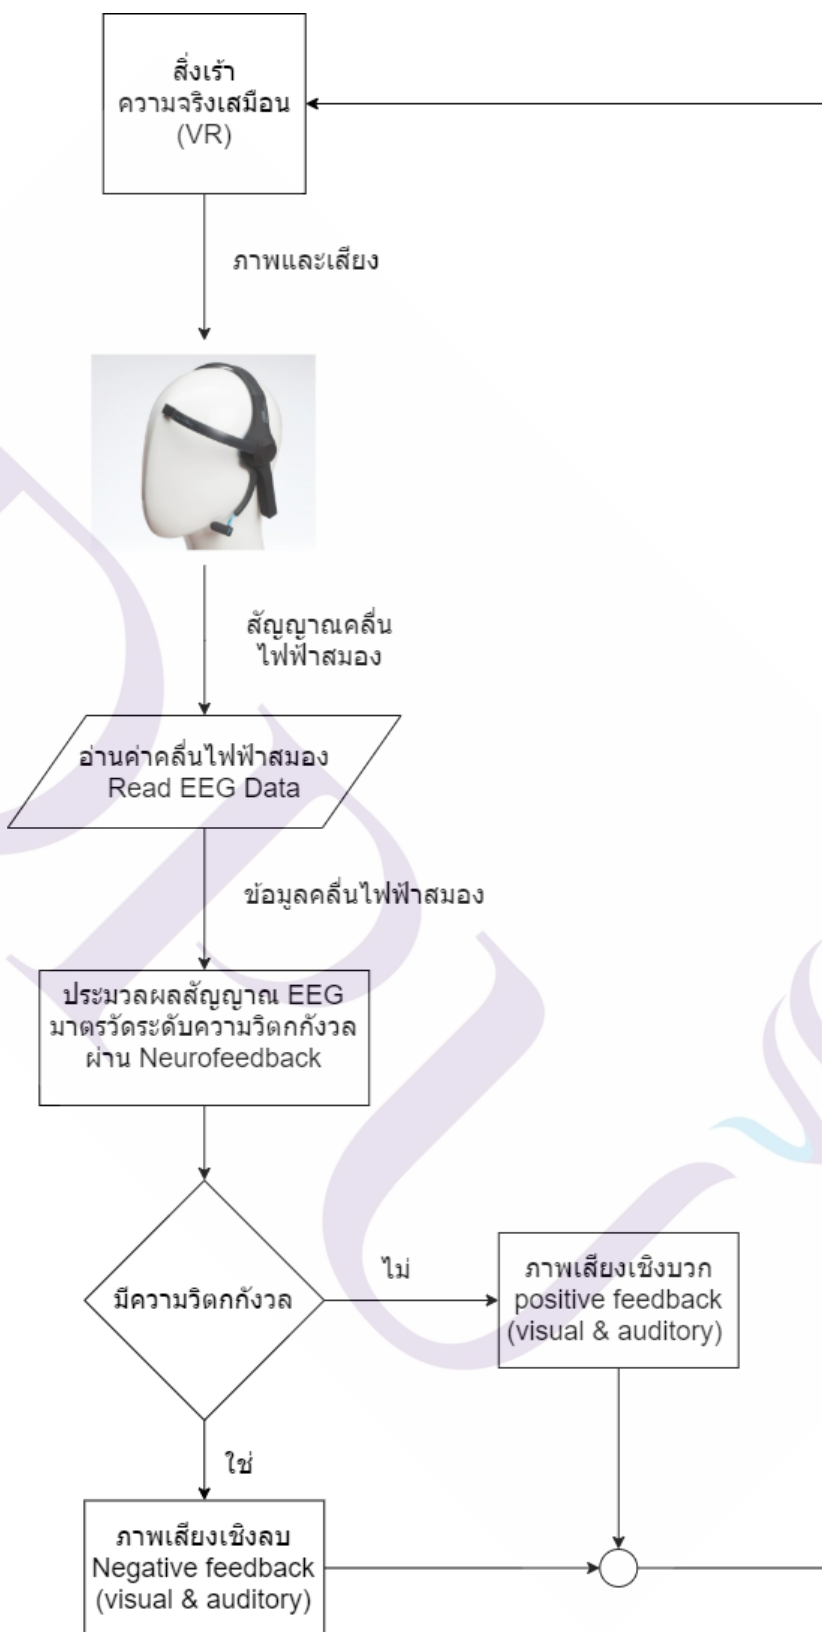 สิ่งเร้า
ความจริงเสมือน
(VR)
ภาพและเสียง
สัญญาณคลื่น
ไฟฟ้าสมอง
อ่านค่าคลื่นไฟฟ้าสมอง
Read EEG Data
ข้อมูลคลื่นไฟฟ้าสมอง
ประมวลผลสัญญาณ EEG
มาตรวัดระดับความวิตกกังวล
ผ่าน Neurofeedback
มีความวิตกกังวล
ไม่
ภาพเสียงเชิงบวก
positive feedback
(visual & auditory)
ใช่
ภาพเสียงเชิงลบ
Negative feedback
(visual & auditory)